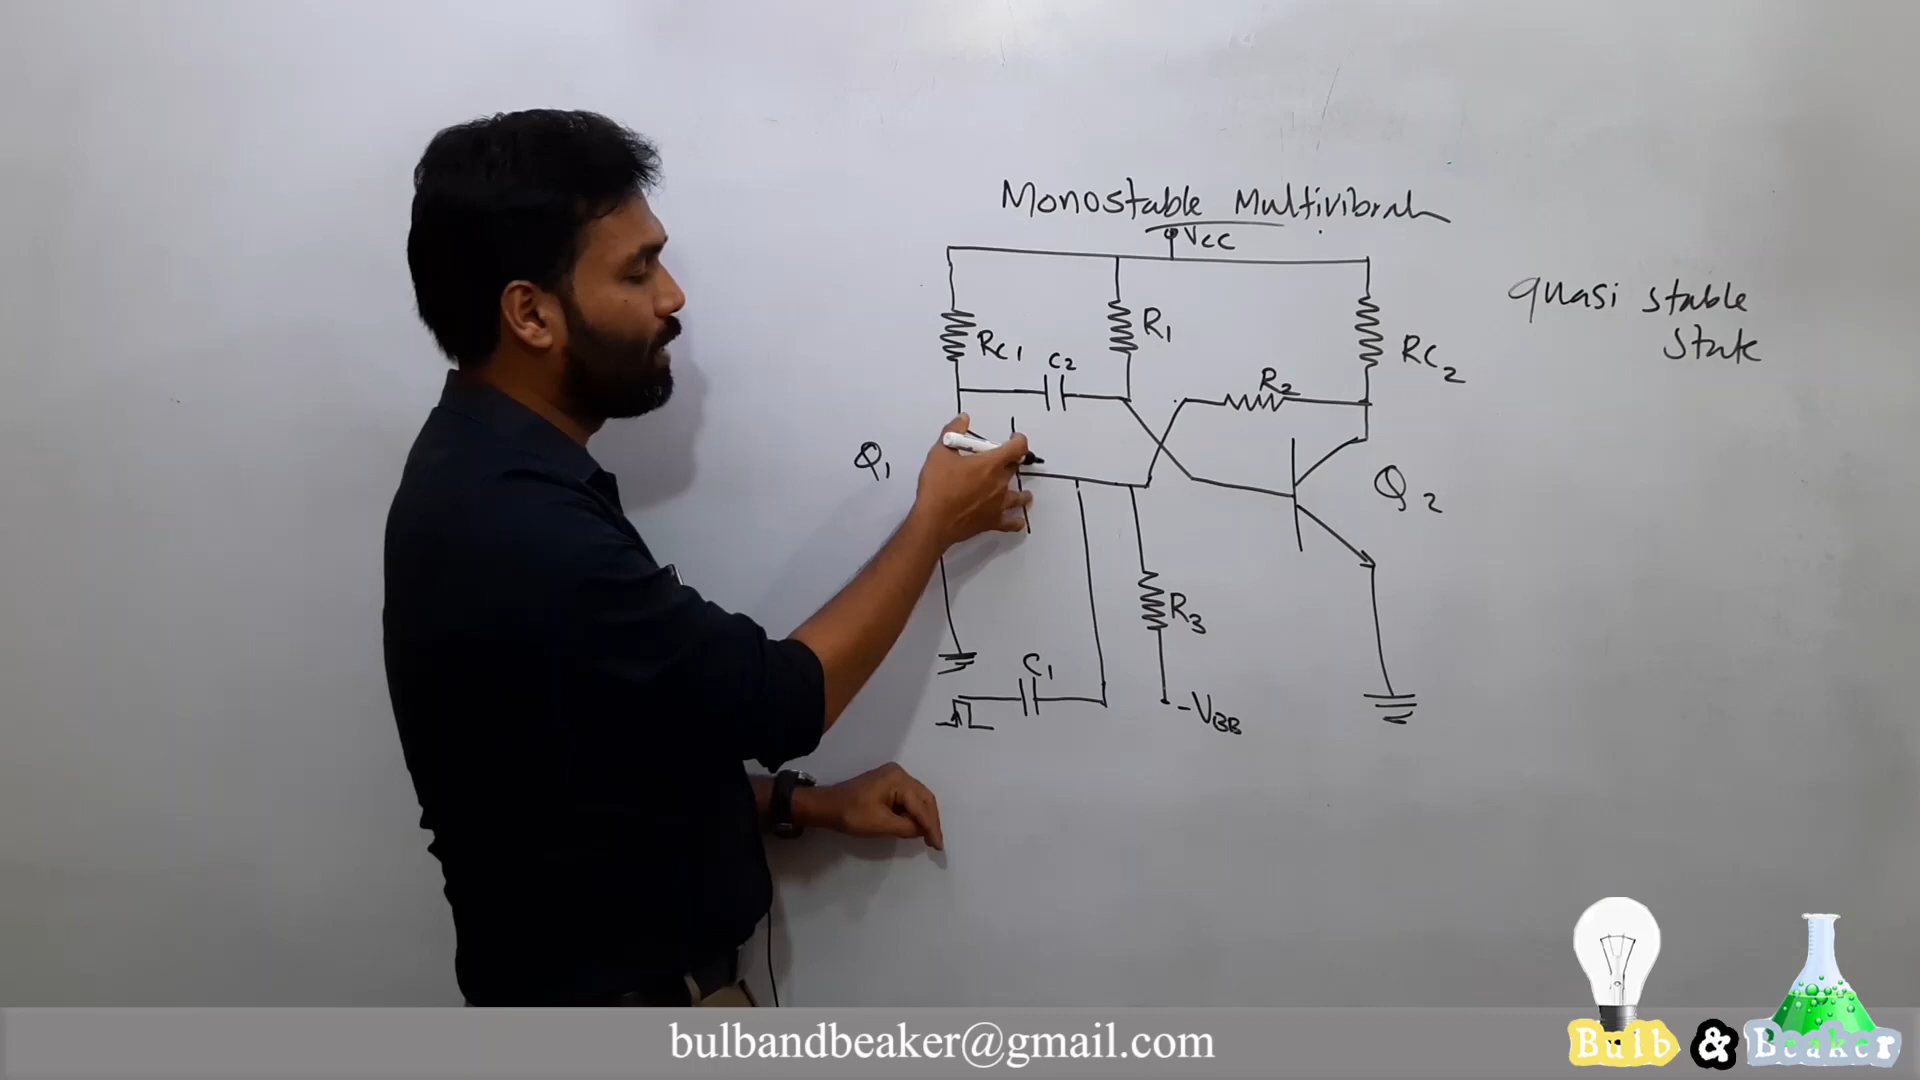 Monostable Multivibrah
VCC
quasi stable
state
R1
RC1
C2
RC2
R2
Q1
Q2
R3
C1
-VBB
bulbandbeaker@gmail.com
Bulb & Beaker